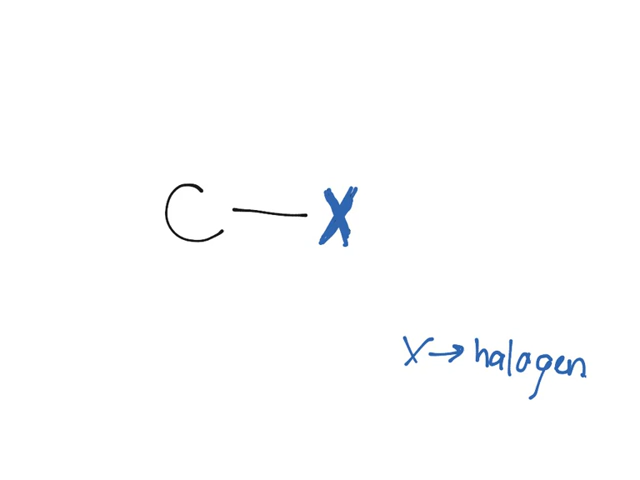 C — X
X → halogen